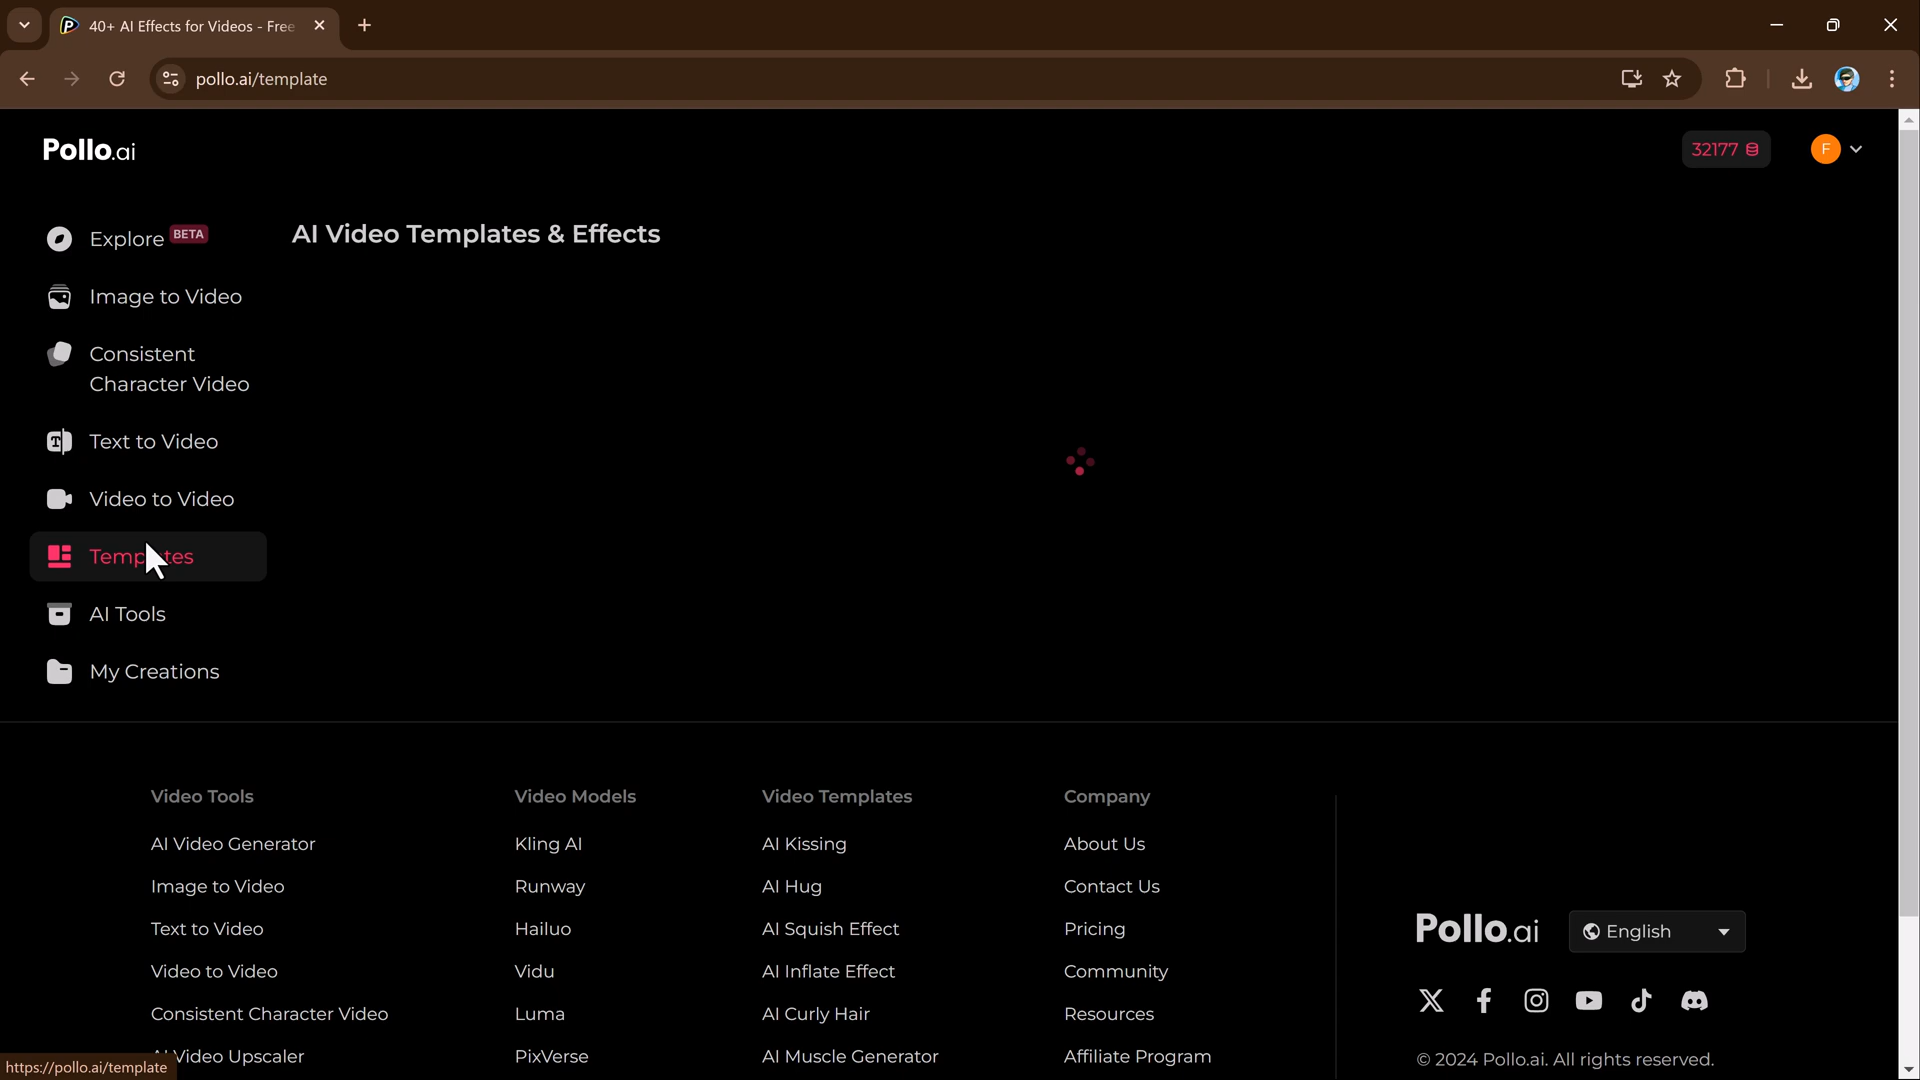 40+ AI Effects for Videos - Free
pollo.ai/template
Pollo.ai
32177
F
Explore BETA
AI Video Templates & Effects
Image to Video
Consistent
Character Video
Text to Video
Video to Video
Templates
AI Tools
My Creations
Video Tools
AI Video Generator
Image to Video
Text to Video
Video to Video
Consistent Character Video
AI Video Upscaler
Video Models
Kling AI
Runway
Hailuo
Vidu
Luma
PixVerse
Video Templates
AI Kissing
AI Hug
AI Squish Effect
AI Inflate Effect
AI Curly Hair
AI Muscle Generator
Company
About Us
Contact Us
Pricing
Community
Resources
Affiliate Program
Pollo.ai
English
© 2024 Pollo.ai. All rights reserved.
https://pollo.ai/template